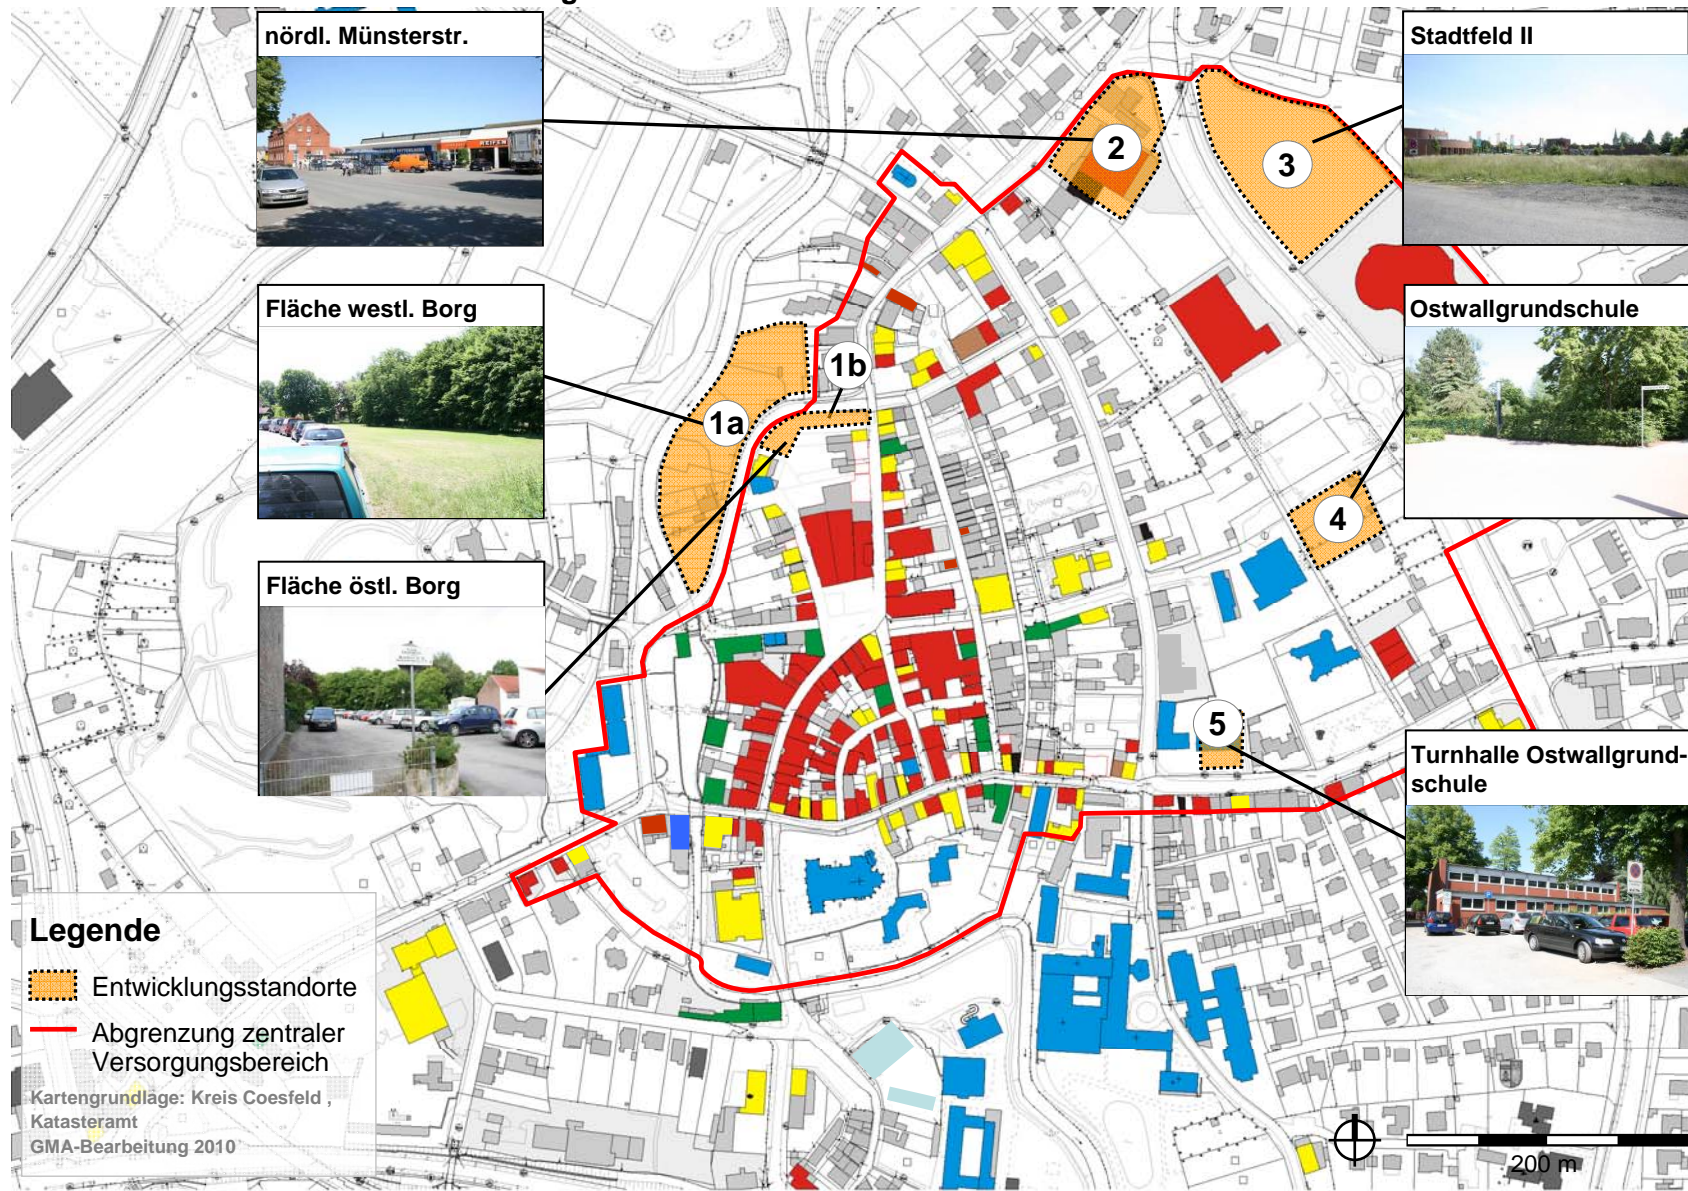 g
nördl. Münsterstr.
REIFEN
Stadtfeld II
2
3
Fläche westl. Borg
Ostwallgrundschule
1b
1a
4
Fläche östl. Borg
5
Turnhalle Ostwallgrund-
schule
Legende
Entwicklungsstandorte
Abgrenzung zentraler
Versorgungsbereich
Kartengrundlage: Kreis Coesfeld ,
Katasteramt
GMA-Bearbeitung 2010
200 m